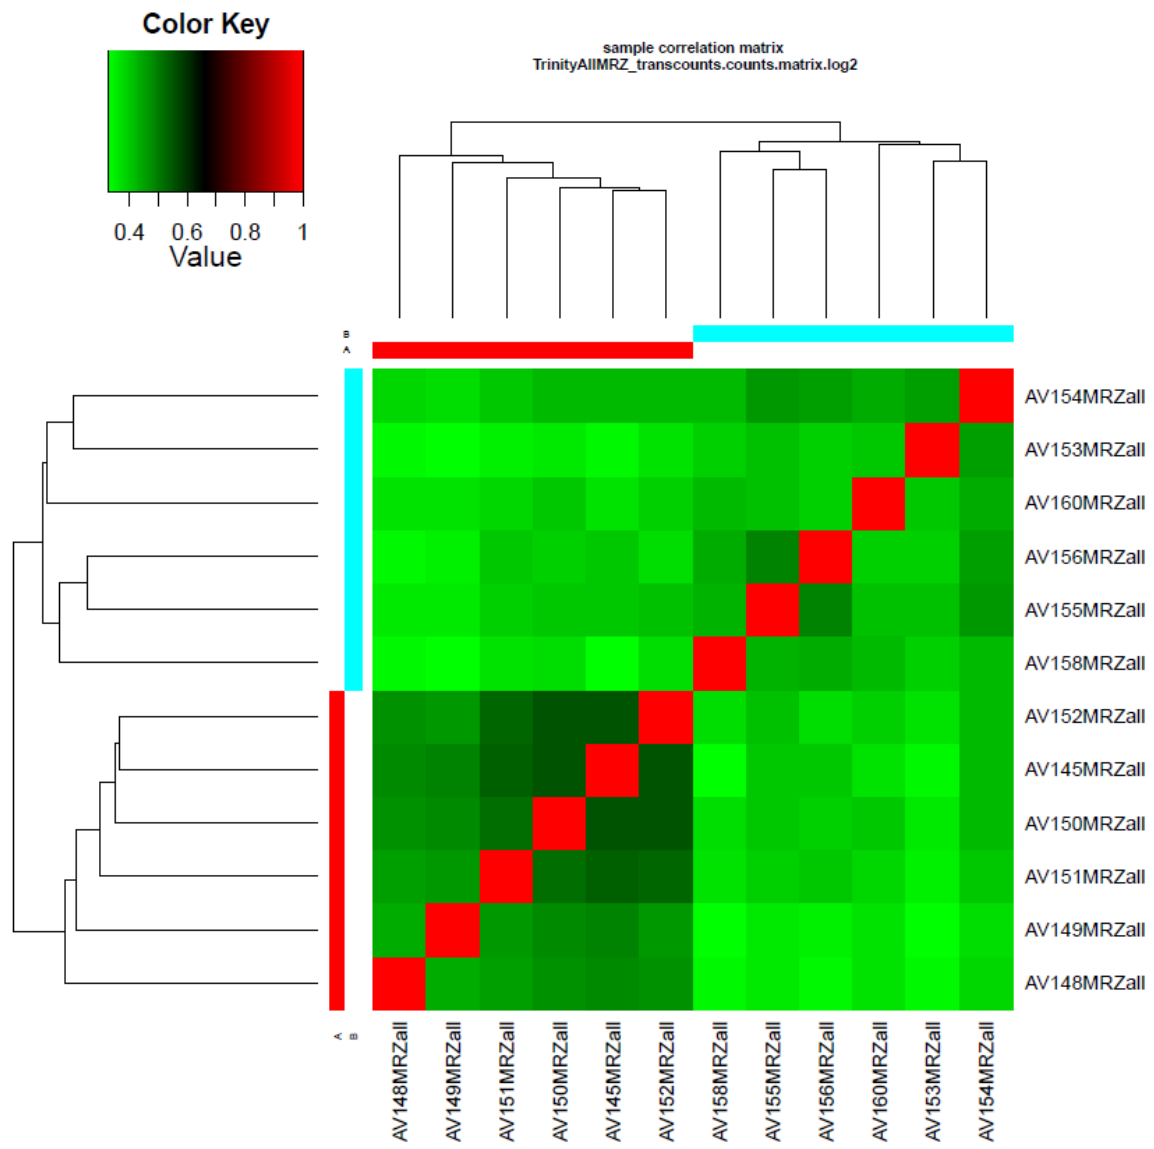 Color Key
0.4 0.6 0.8 1
Value
sample correlation matrix
TrinityAllMRZ_transcounts.counts.matrix.log2
B
A
AV154MRZall
AV153MRZall
AV160MRZall
AV156MRZall
AV155MRZall
AV158MRZall
AV152MRZall
AV145MRZall
AV150MRZall
AV151MRZall
AV149MRZall
AV148MRZall
A
B
AV148MRZall
AV149MRZall
AV151MRZall
AV150MRZall
AV145MRZall
AV152MRZall
AV158MRZall
AV155MRZall
AV156MRZall
AV160MRZall
AV153MRZall
AV154MRZall